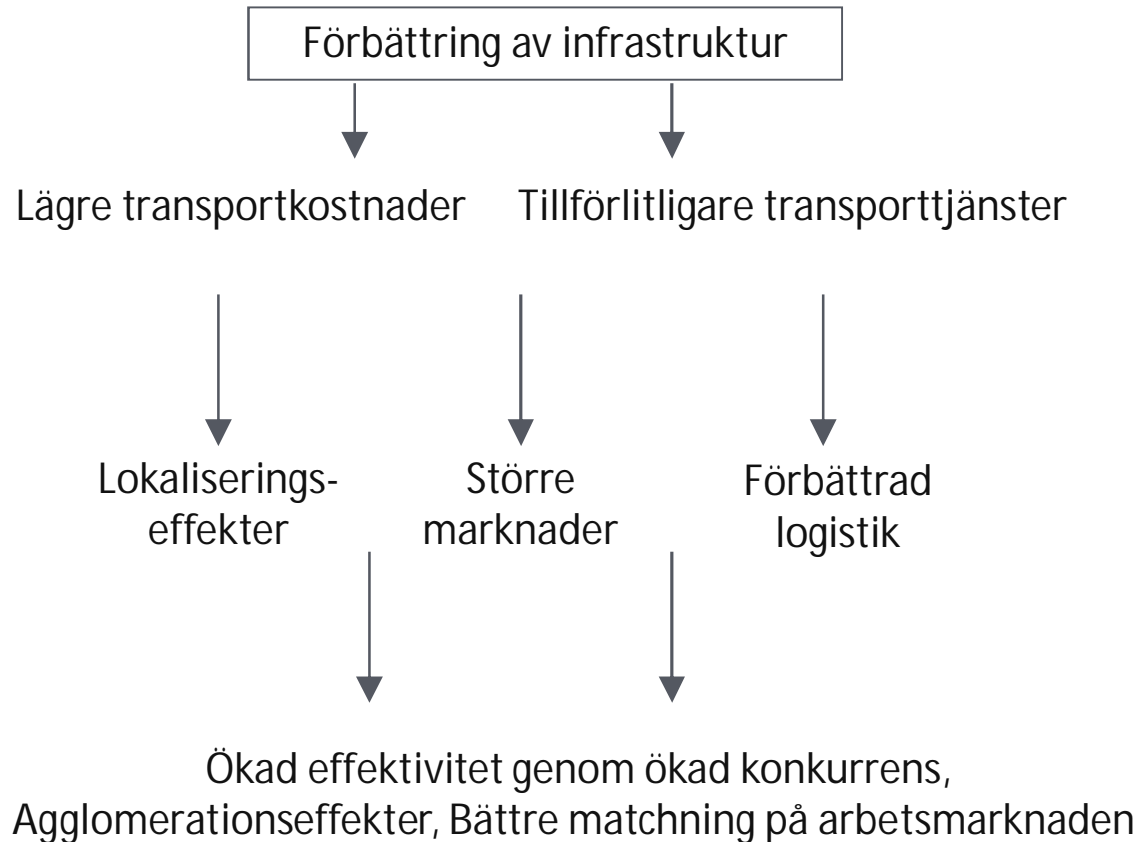 Förbättring av infrastruktur
Lägre transportkostnader Tillförlitligare transporttjänster
Lokaliserings-
effekter
Större
marknader
Förbättrad
logistik
Ökad effektivitet genom ökad konkurrens,
Agglomerationseffekter, Bättre matchning på arbetsmarknaden